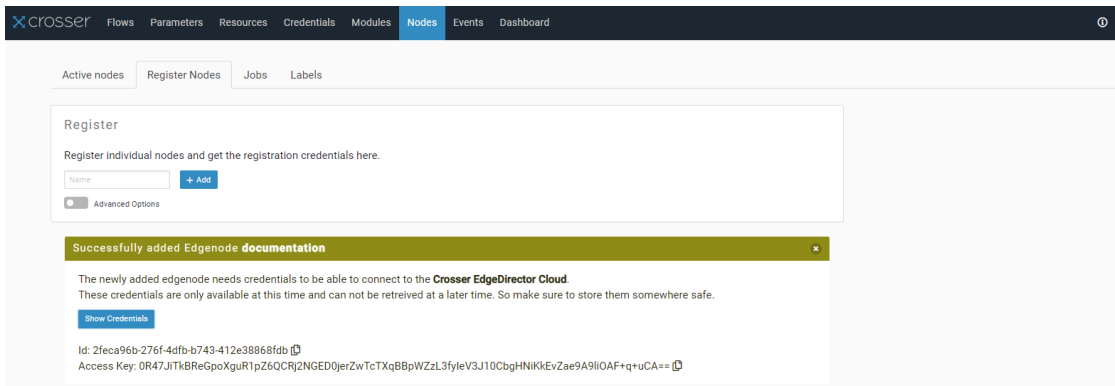 crosser Flows Parameters Resources Credentials Modules Nodes Events Dashboard
Active nodes Register Nodes Jobs Labels
Register
Register individual nodes and get the registration credentials here.
Name + Add
Advanced Options
Successfully added Edgenode documentation
The newly added edgenode needs credentials to be able to connect to the Crosser EdgeDirector Cloud.
These credentials are only available at this time and can not be retreived at a later time. So make sure to store them somewhere safe.
Show Credentials
Id: 2feca96b-276f-4dfb-b743-412e38868fdb
Access Key: 0R47JiTkBReGpoXguR1pZ6QCRj2NGED0jerZwTcTXqBBpWZzL3fyleV3J10CbgHNiKkEvZae9A9liOAF+q+uCA==